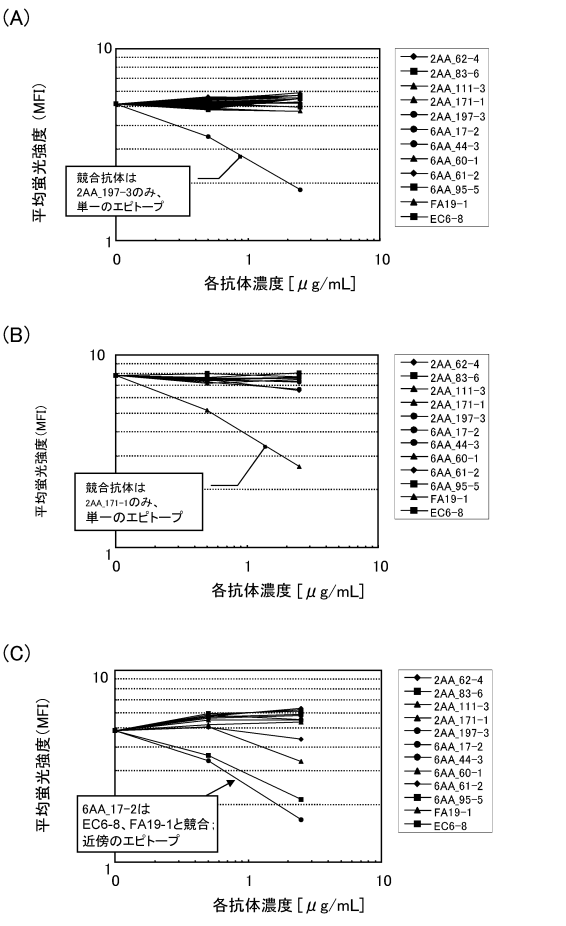 (A)
10
1
平均蛍光強度 (MFI)
競合抗体は
2AA_197-3のみ、
単一のエピトープ
0
1
10
各抗体濃度 [μg/mL]
2AA_62-4
2AA_83-6
2AA_111-3
2AA_171-1
2AA_197-3
6AA_17-2
6AA_44-3
6AA_60-1
6AA_61-2
6AA_95-5
FA19-1
EC6-8
(B)
10
1
平均蛍光強度(MFI)
競合抗体は
2AA_171-1のみ、
単一のエピトープ
0
1
10
各抗体濃度 [μg/mL]
2AA_62-4
2AA_83-6
2AA_111-3
2AA_171-1
2AA_197-3
6AA_17-2
6AA_44-3
6AA_60-1
6AA_61-2
6AA_95-5
FA19-1
EC6-8
(C)
10
1
平均蛍光強度(MFI)
6AA_17-2は
EC6-8、FA19-1と競合;
近傍のエピトープ
0
1
10
各抗体濃度 [μg/mL]
2AA_62-4
2AA_83-6
2AA_111-3
2AA_171-1
2AA_197-3
6AA_17-2
6AA_44-3
6AA_60-1
6AA_61-2
6AA_95-5
FA19-1
EC6-8